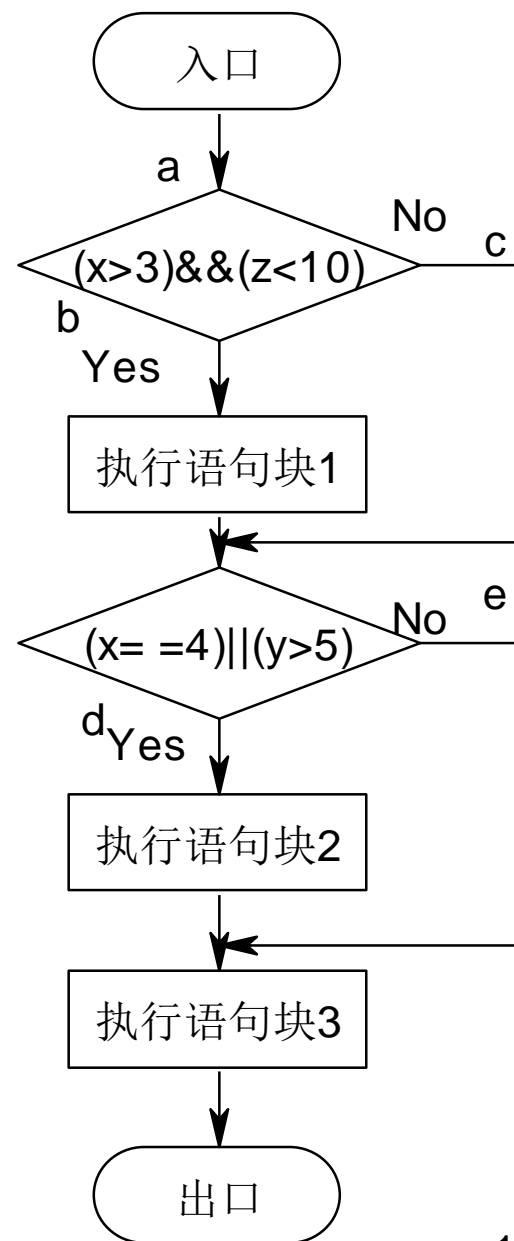 入口
a
No
c
(x>3)&&(z<10)
b
Yes
执行语句块1
e
No
(x= =4)||(y>5)
d
Yes
执行语句块2
执行语句块3
出口